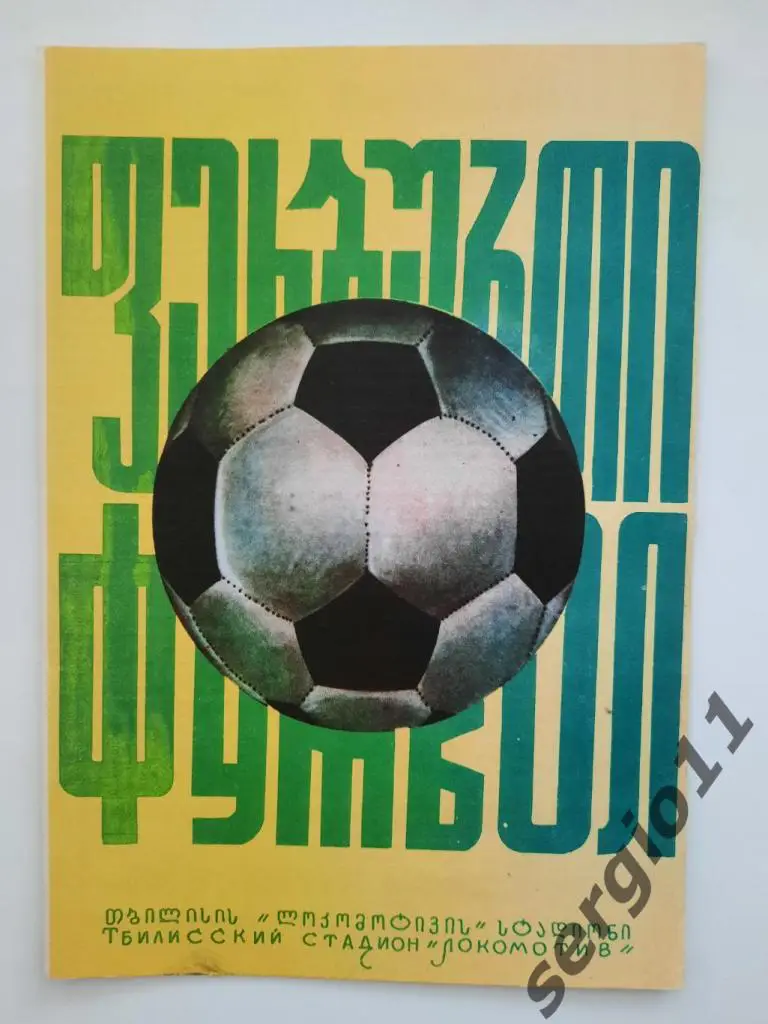 ფეხბურთი
ФУТБОЛ
თბილისის „ლოკომოტივის“ სტადიონი
ТБИЛИССКИЙ СТАДИОН „ЛОКОМОТИВ“
sergio11